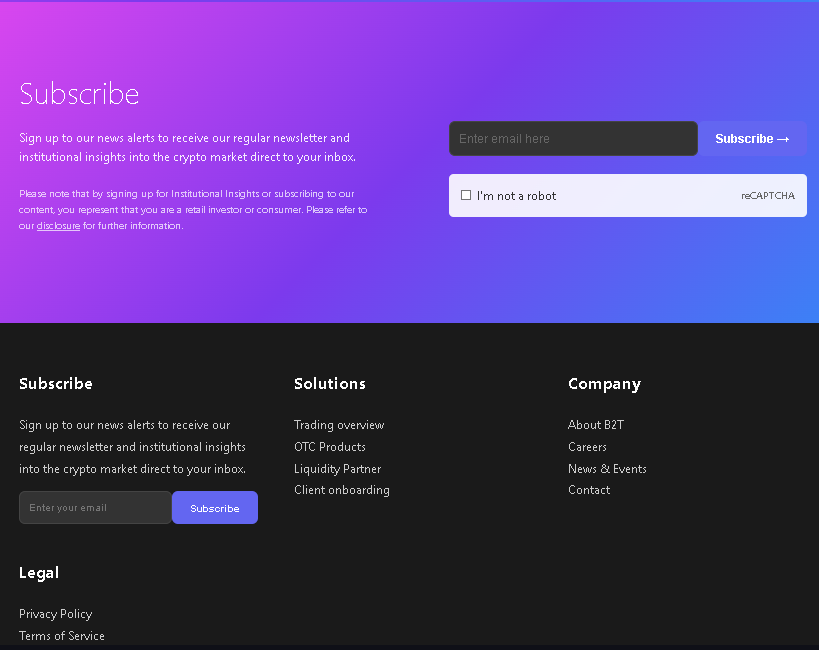 Subscribe
Sign up to our news alerts to receive our regular newsletter and
institutional insights into the crypto market direct to your inbox.
Please note that by signing up for Institutional Insights or subscribing to our
content, you represent that you are a retail investor or consumer. Please refer to
our disclosure for further information.
Enter email here
Subscribe →
I'm not a robot
reCAPTCHA
Subscribe
Sign up to our news alerts to receive our
regular newsletter and institutional insights
into the crypto market direct to your inbox.
Enter your email
Subscribe
Solutions
Trading overview
OTC Products
Liquidity Partner
Client onboarding
Company
About B2T
Careers
News & Events
Contact
Legal
Privacy Policy
Terms of Service